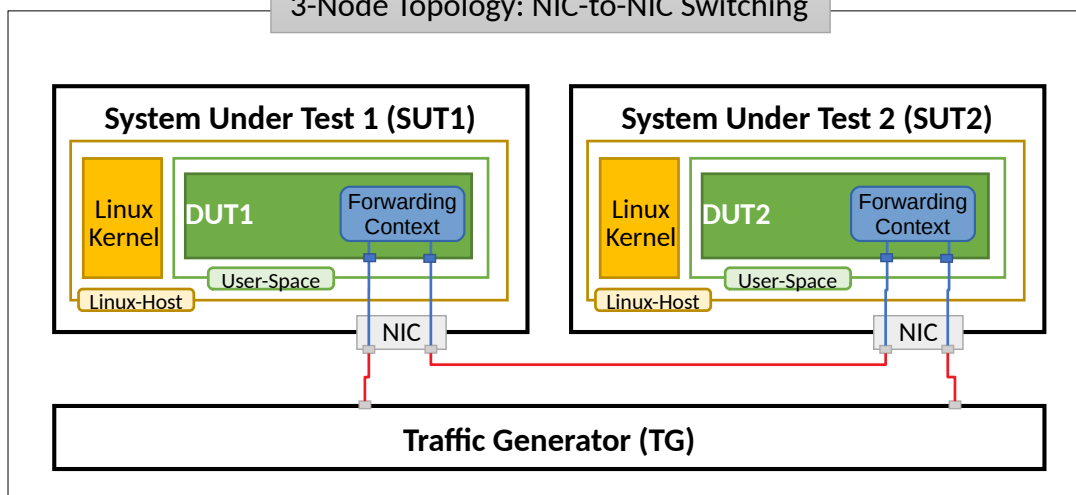 3-Node Topology: NIC-to-NIC Switching
System Under Test 1 (SUT1)
Linux
Kernel
DUT1
Forwarding
Context
User-Space
Linux-Host
NIC
System Under Test 2 (SUT2)
Linux
Kernel
DUT2
Forwarding
Context
User-Space
Linux-Host
NIC
Traffic Generator (TG)